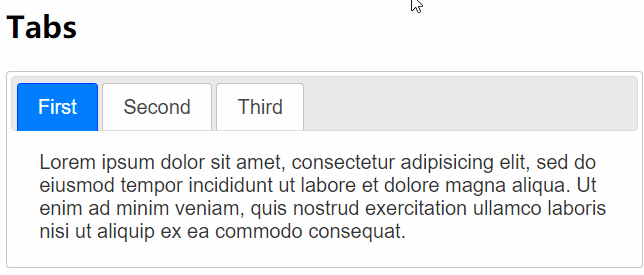 Tabs
First Second Third
Lorem ipsum dolor sit amet, consectetur adipisicing elit, sed do
eiusmod tempor incididunt ut labore et dolore magna aliqua. Ut
enim ad minim veniam, quis nostrud exercitation ullamco laboris
nisi ut aliquip ex ea commodo consequat.